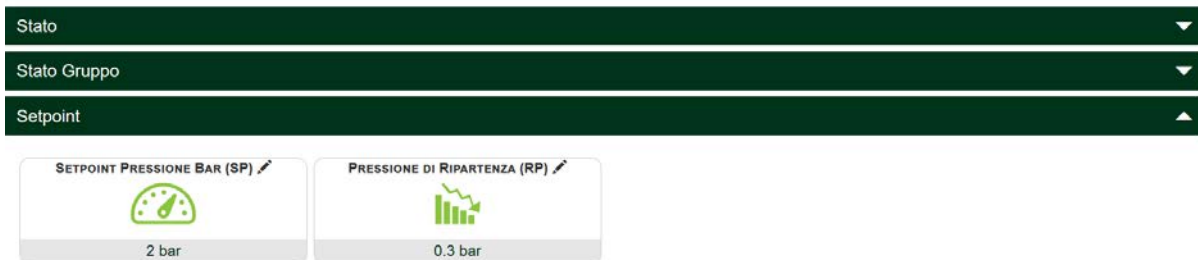 Stato
Stato Gruppo
Setpoint
SETPOINT PRESSIONE BAR (SP) PRESSIONE DI RIPARTENZA (RP)
2 bar 0.3 bar